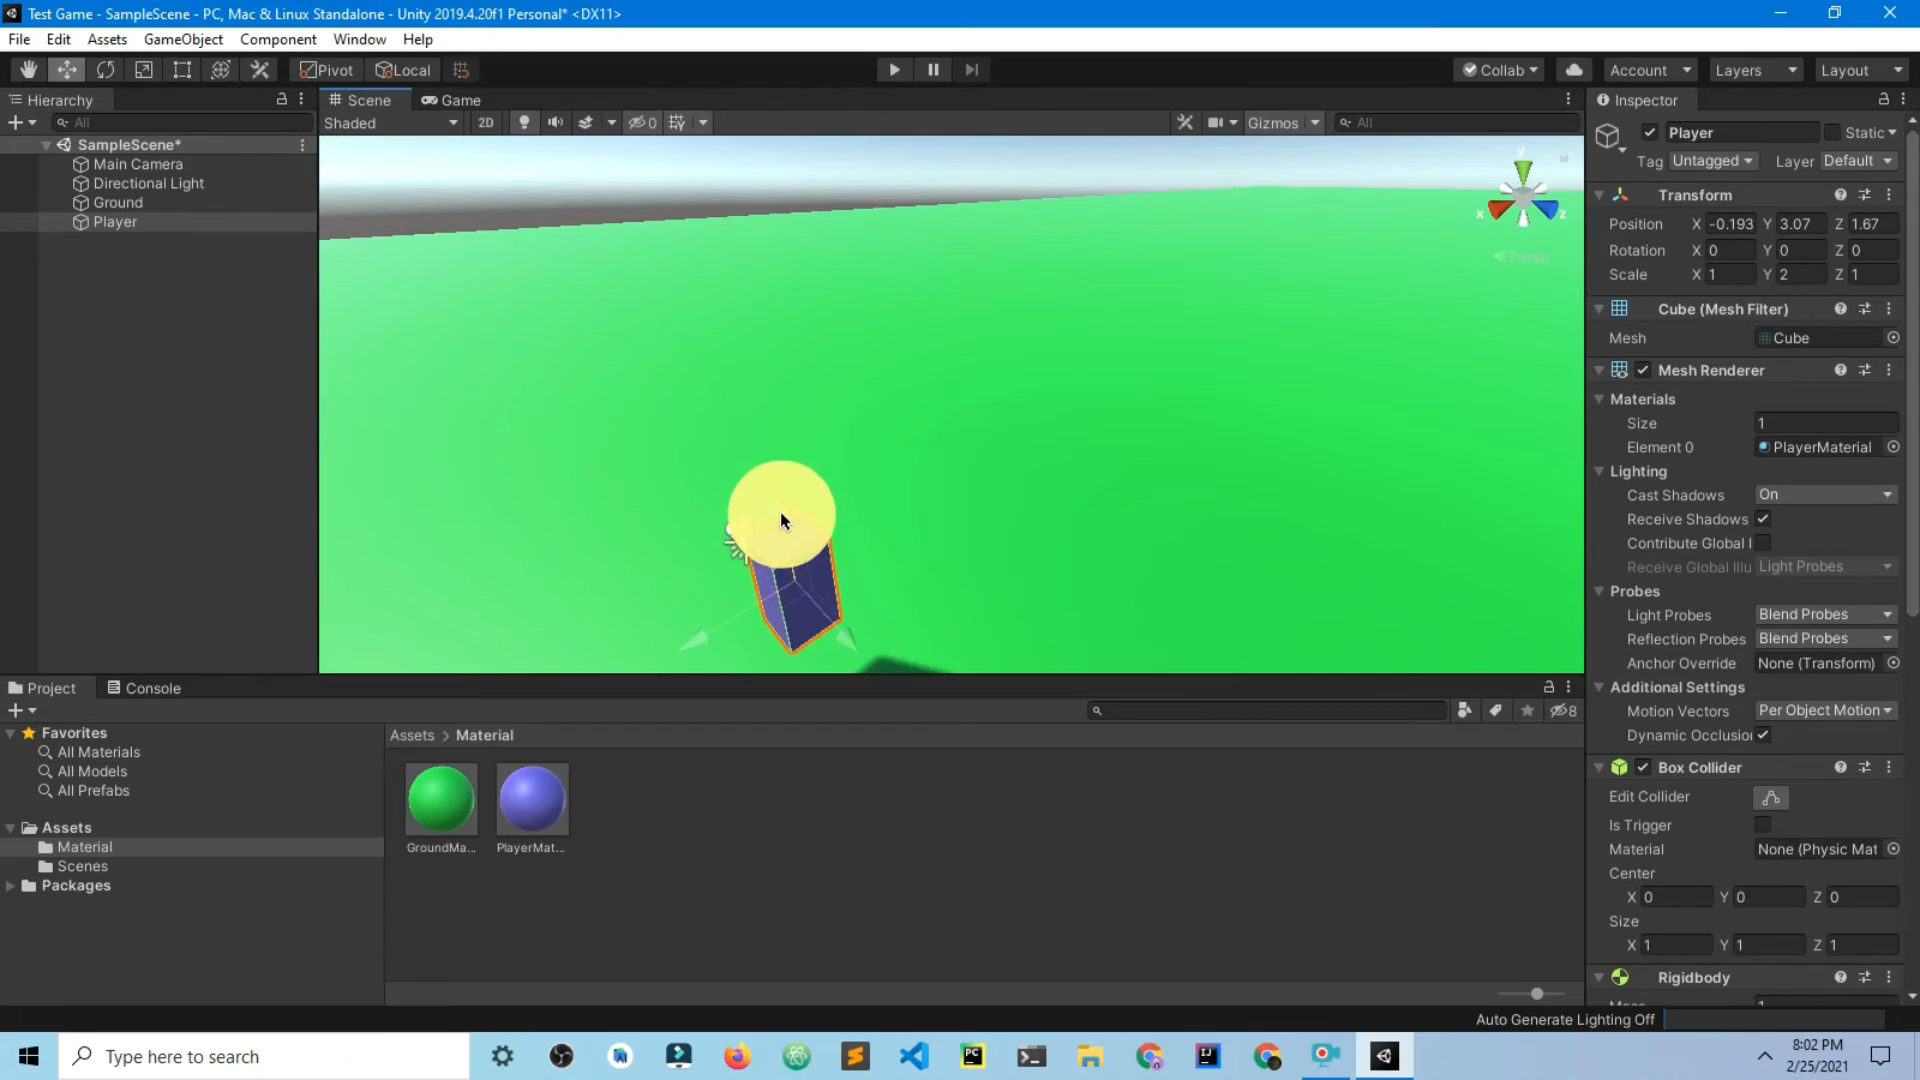 Test Game - SampleScene - PC, Mac & Linux Standalone - Unity 2019.4.20f1 Personal* <DX11>
File Edit Assets GameObject Component Window Help
Pivot Local Collab Account Layers Layout
Hierarchy
All
SampleScene*
Main Camera
Directional Light
Ground
Player
Scene Game
Shaded 2D 0 Gizmos All
y
x z
Persp
Inspector
Player Static
Tag Untagged Layer Default
Transform
Position X -0.193 Y 3.07 Z 1.67
Rotation X 0 Y 0 Z 0
Scale X 1 Y 2 Z 1
Cube (Mesh Filter)
Mesh Cube
Mesh Renderer
Materials
Size 1
Element 0 PlayerMaterial
Lighting
Cast Shadows On
Receive Shadows
Contribute Global I
Receive Global Illu Light Probes
Probes
Light Probes Blend Probes
Reflection Probes Blend Probes
Anchor Override None (Transform)
Additional Settings
Motion Vectors Per Object Motion
Dynamic Occlusio
Box Collider
Edit Collider
Is Trigger
Material None (Physic Mat
Center
X 0 Y 0 Z 0
Size
X 1 Y 1 Z 1
Rigidbody
Project Console
8
Favorites
All Materials
All Models
All Prefabs
Assets
Material
Scenes
Packages
Assets > Material
GroundMa... PlayerMat...
Auto Generate Lighting Off
Type here to search
PC
IJ
8:02 PM
2/25/2021